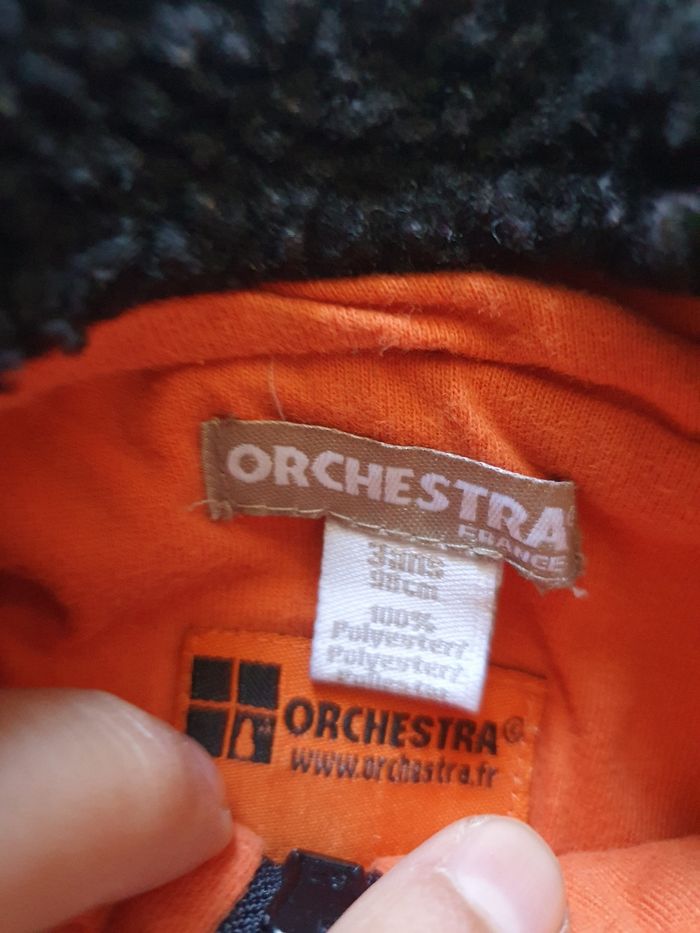 ORCHESTRA®
FRANCE
3ans
98cm
100%
Polyester/
Polyester/
ORCHESTRA©
www.orchestra.fr